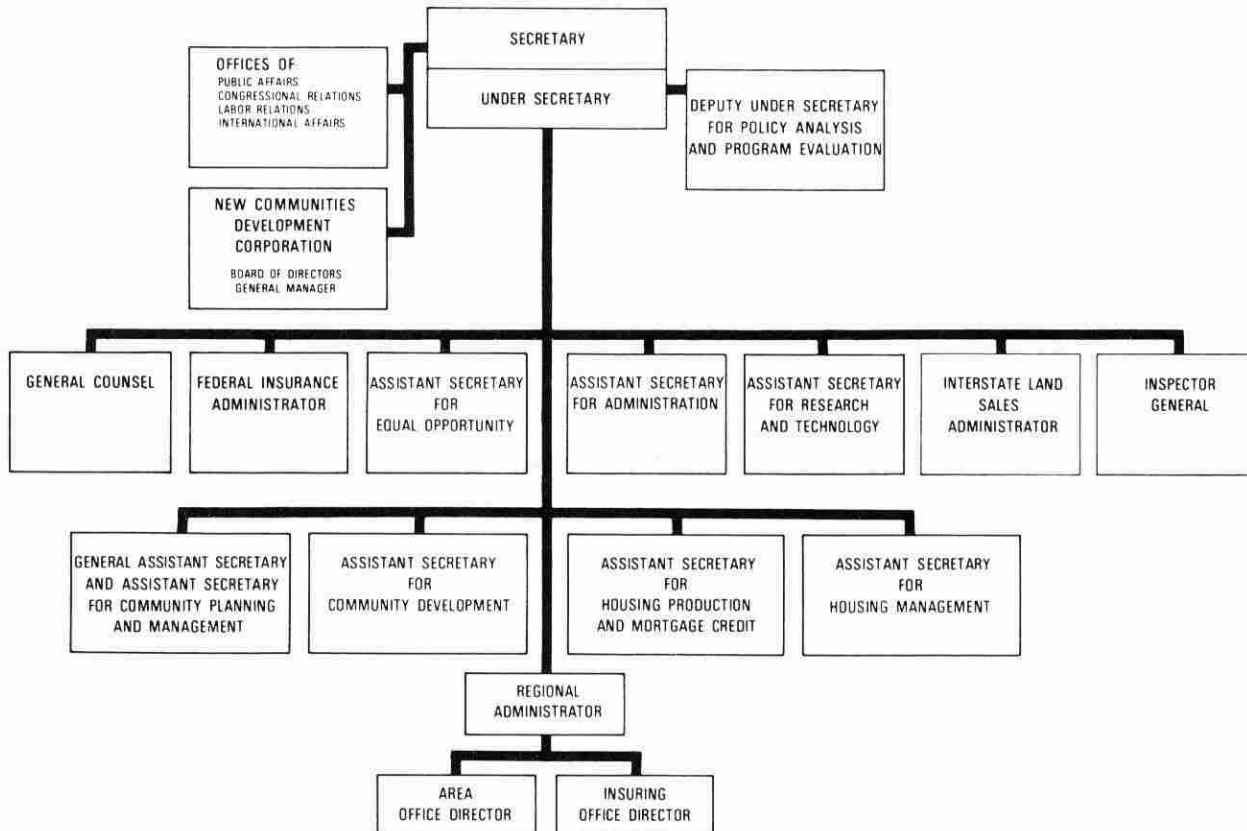 SECRETARY
UNDER SECRETARY
OFFICES OF
PUBLIC AFFAIRS
CONGRESSIONAL RELATIONS
LABOR RELATIONS
INTERNATIONAL AFFAIRS
DEPUTY UNDER SECRETARY
FOR POLICY ANALYSIS
AND PROGRAM EVALUATION
NEW COMMUNITIES
DEVELOPMENT
CORPORATION
BOARD OF DIRECTORS
GENERAL MANAGER
GENERAL COUNSEL
FEDERAL INSURANCE
ADMINISTRATOR
ASSISTANT SECRETARY
FOR
EQUAL OPPORTUNITY
ASSISTANT SECRETARY
FOR ADMINISTRATION
ASSISTANT SECRETARY
FOR RESEARCH
AND TECHNOLOGY
INTERSTATE LAND
SALES
ADMINISTRATOR
INSPECTOR
GENERAL
GENERAL ASSISTANT SECRETARY
AND ASSISTANT SECRETARY
FOR COMMUNITY PLANNING
AND MANAGEMENT
ASSISTANT SECRETARY
FOR
COMMUNITY DEVELOPMENT
ASSISTANT SECRETARY
FOR
HOUSING PRODUCTION
AND MORTGAGE CREDIT
ASSISTANT SECRETARY
FOR
HOUSING MANAGEMENT
REGIONAL
ADMINISTRATOR
AREA
OFFICE DIRECTOR
INSURING
OFFICE DIRECTOR